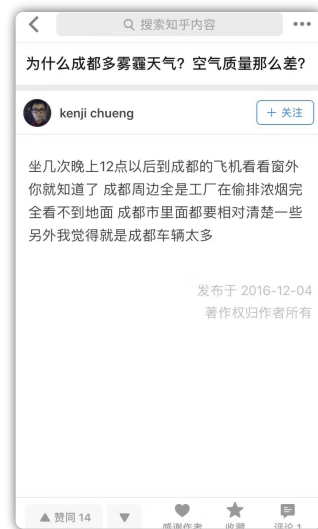 搜索知乎内容
为什么成都多雾霾天气？空气质量那么差?
kenji chueng
+ 关注
坐几次晚上12点以后到成都的飞机看看窗外
你就知道了 成都周边全是工厂在偷排浓烟完
全看不到地面 成都市里面都要相对清楚一些
另外我觉得就是成都车辆太多
发布于 2016-12-04
著作权归作者所有
赞同 14
感谢作者
收藏
评论 1